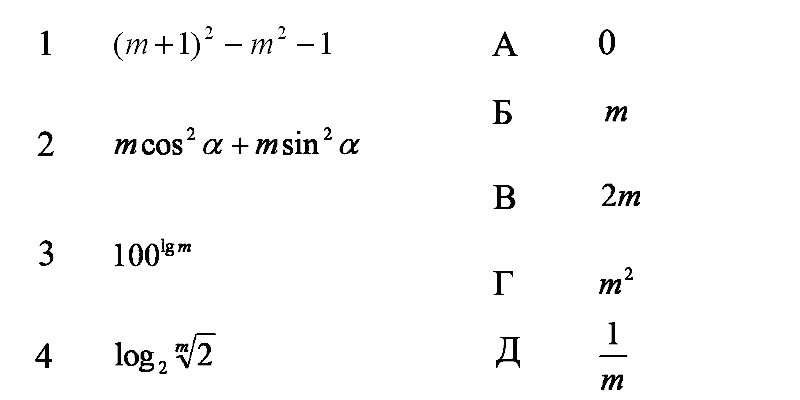 1 (m+1)² − m² − 1
А 0
Б m
2 m cos² α + m sin² α
В 2m
3 100^{lg m}
Г m²
4 log₂ ᵐ√2
Д 1/m